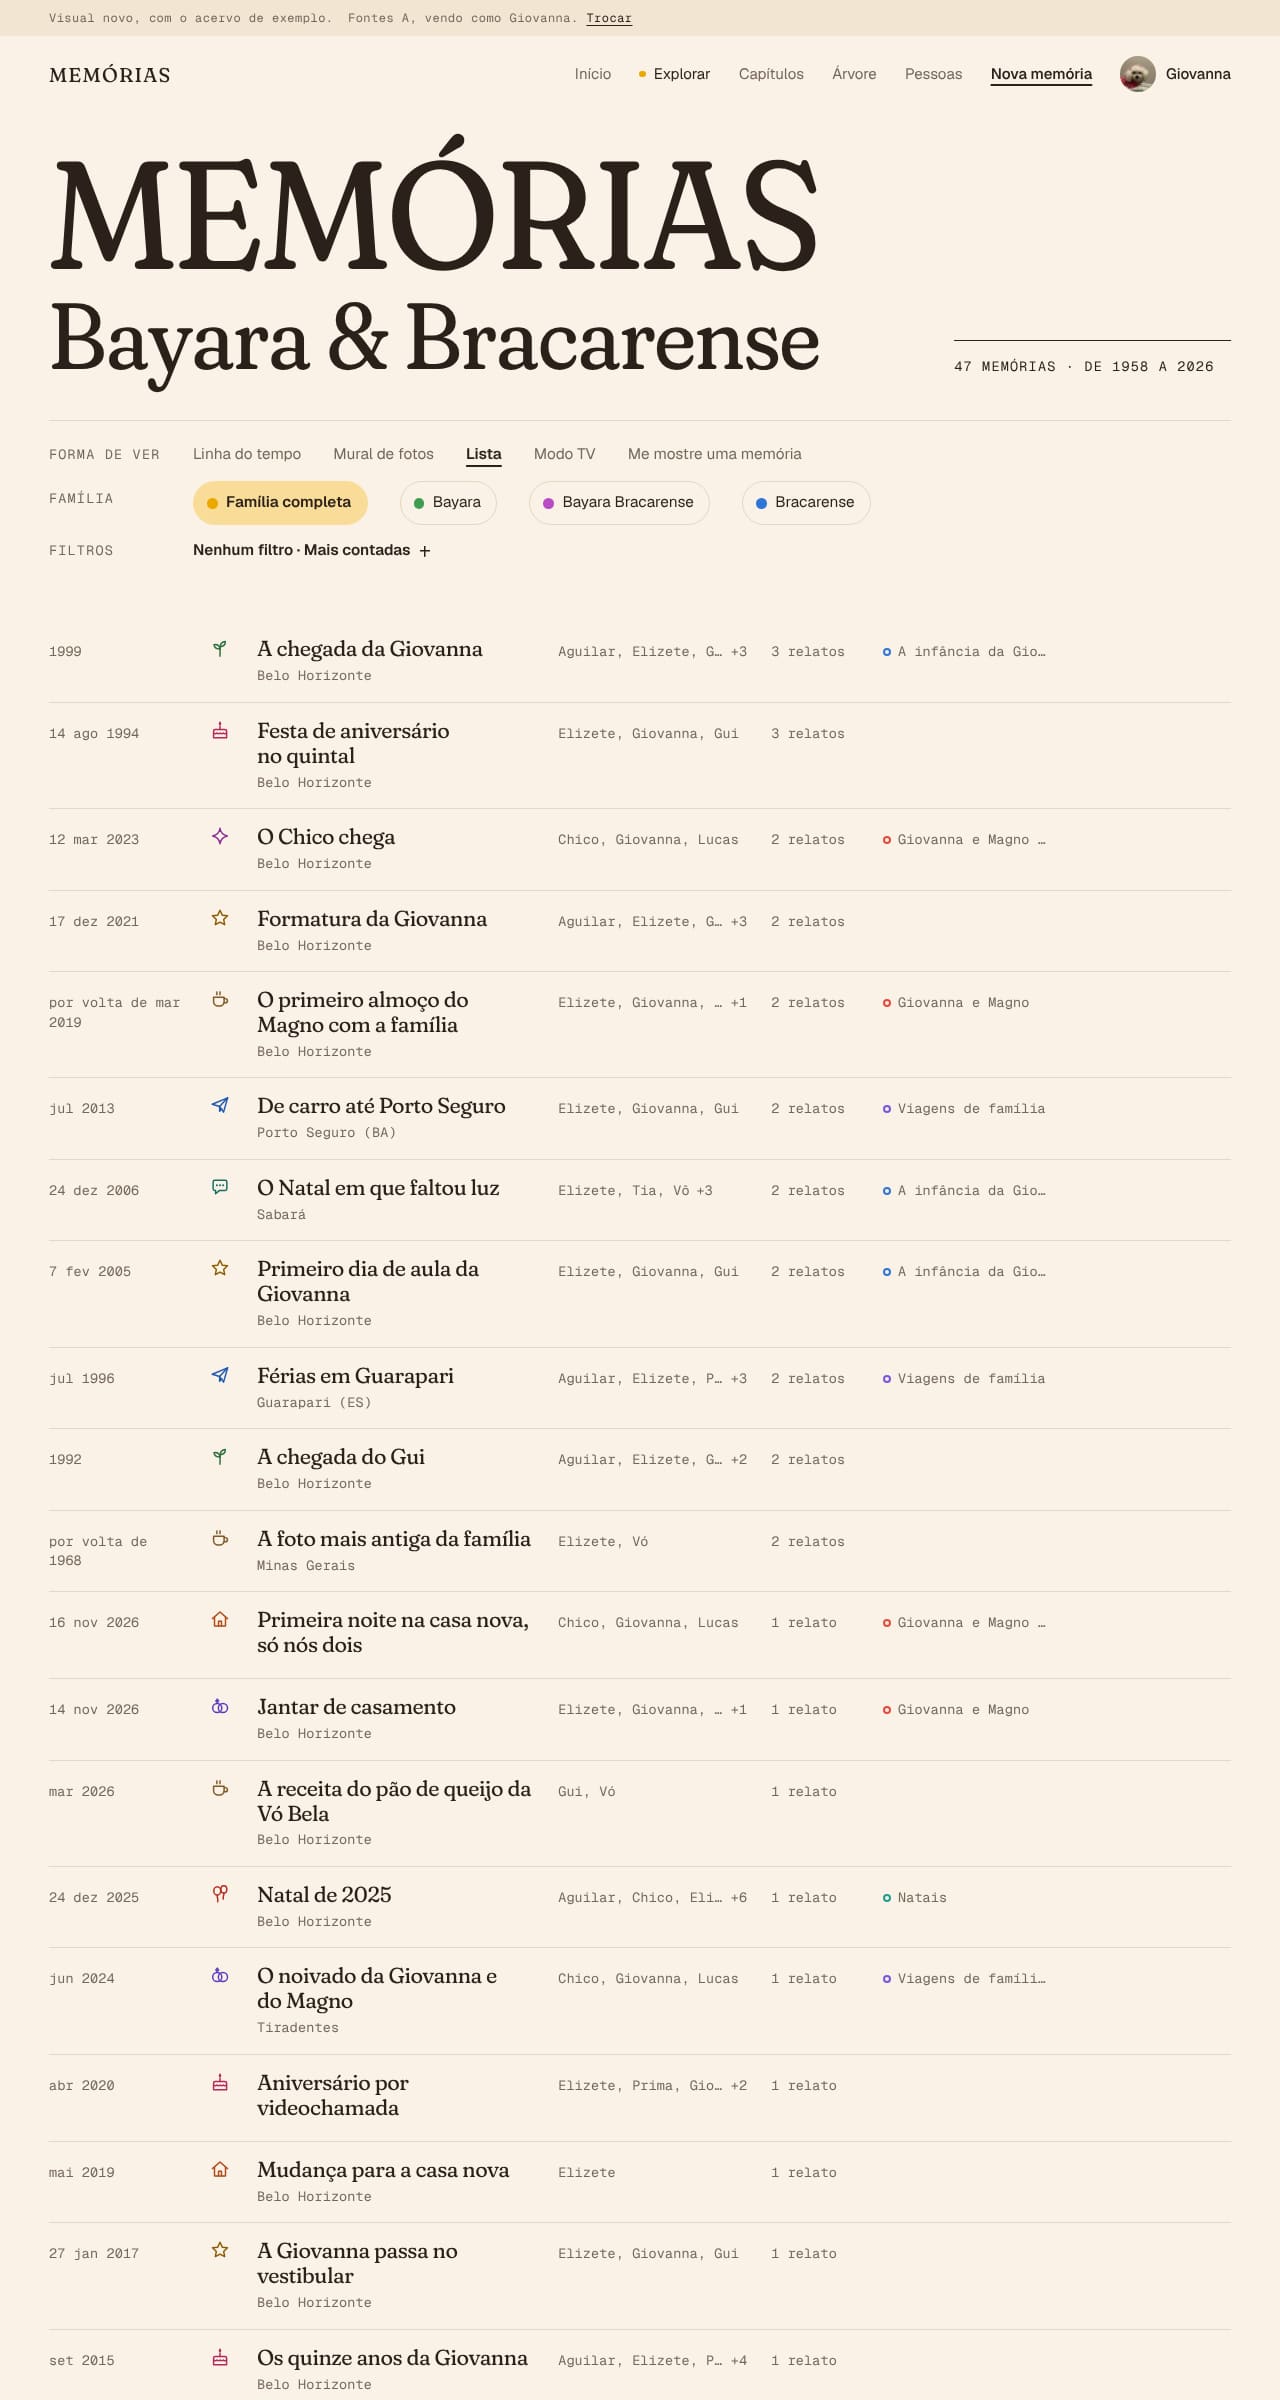 Visual novo, com o acervo de exemplo. Fontes A, vendo como Giovanna. Trocar
MEMÓRIAS
Início Explorar Capítulos Árvore Pessoas Nova memória Giovanna
MEMÓRIAS
Bayara & Bracarense
47 MEMÓRIAS · DE 1958 A 2026
FORMA DE VER Linha do tempo Mural de fotos Lista Modo TV Me mostre uma memória
FAMÍLIA Família completa Bayara Bayara Bracarense Bracarense
FILTROS Nenhum filtro · Mais contadas +
1999 A chegada da Giovanna Aguilar, Elizete, G… +3 3 relatos A infância da Gio…
Belo Horizonte
14 ago 1994 Festa de aniversário Elizete, Giovanna, Gui 3 relatos
no quintal
Belo Horizonte
12 mar 2023 O Chico chega Chico, Giovanna, Lucas 2 relatos Giovanna e Magno …
Belo Horizonte
17 dez 2021 Formatura da Giovanna Aguilar, Elizete, G… +3 2 relatos
Belo Horizonte
por volta de mar O primeiro almoço do Elizete, Giovanna, … +1 2 relatos Giovanna e Magno
2019 Magno com a família
Belo Horizonte
jul 2013 De carro até Porto Seguro Elizete, Giovanna, Gui 2 relatos Viagens de família
Porto Seguro (BA)
24 dez 2006 O Natal em que faltou luz Elizete, Tia, Vô +3 2 relatos A infância da Gio…
Sabará
7 fev 2005 Primeiro dia de aula da Elizete, Giovanna, Gui 2 relatos A infância da Gio…
Giovanna
Belo Horizonte
jul 1996 Férias em Guarapari Aguilar, Elizete, P… +3 2 relatos Viagens de família
Guarapari (ES)
1992 A chegada do Gui Aguilar, Elizete, G… +2 2 relatos
Belo Horizonte
por volta de A foto mais antiga da família Elizete, Vó 2 relatos
1968 Minas Gerais
16 nov 2026 Primeira noite na casa nova, Chico, Giovanna, Lucas 1 relato Giovanna e Magno …
só nós dois
14 nov 2026 Jantar de casamento Elizete, Giovanna, … +1 1 relato Giovanna e Magno
Belo Horizonte
mar 2026 A receita do pão de queijo da Gui, Vó 1 relato
Vó Bela
Belo Horizonte
24 dez 2025 Natal de 2025 Aguilar, Chico, Eli… +6 1 relato Natais
Belo Horizonte
jun 2024 O noivado da Giovanna e Chico, Giovanna, Lucas 1 relato Viagens de famíli…
do Magno
Tiradentes
abr 2020 Aniversário por Elizete, Prima, Gio… +2 1 relato
videochamada
mai 2019 Mudança para a casa nova Elizete 1 relato
Belo Horizonte
27 jan 2017 A Giovanna passa no Elizete, Giovanna, Gui 1 relato
vestibular
Belo Horizonte
set 2015 Os quinze anos da Giovanna Aguilar, Elizete, P… +4 1 relato
Belo Horizonte